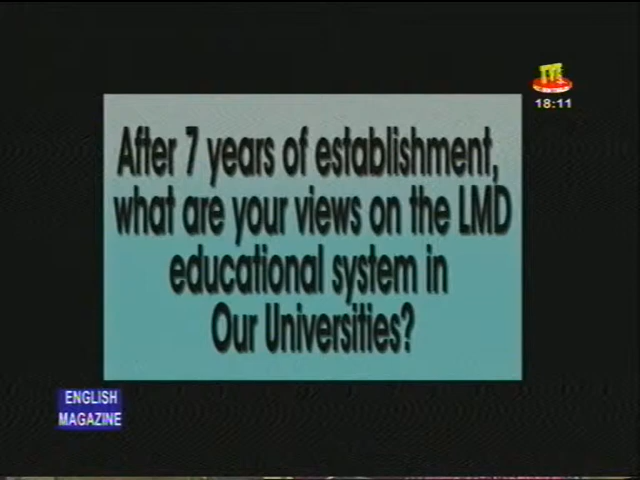 18:11
After 7 years of establishment,
what are your views on the LMD
educational system in
Our Universities?
ENGLISH
MAGAZINE